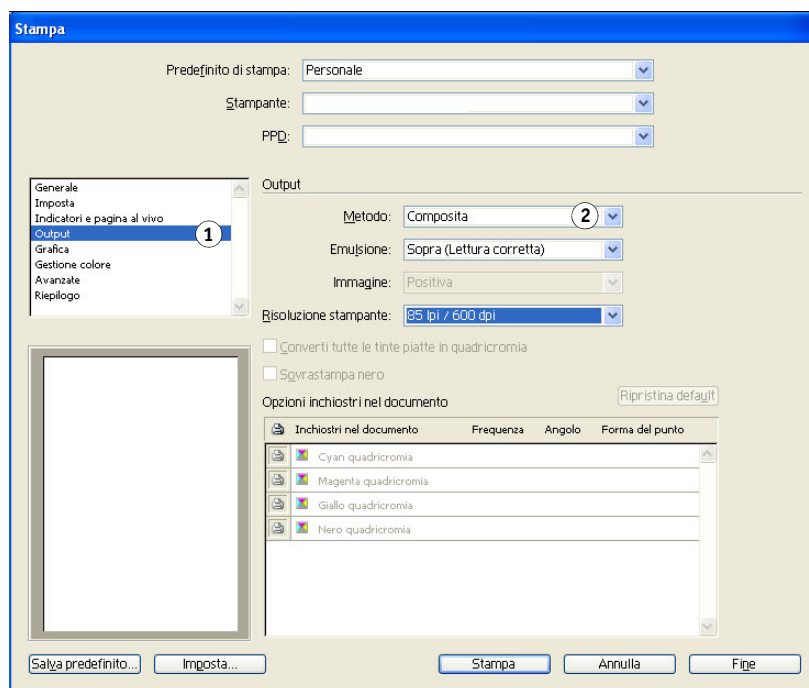 Stampa
Predefinito di stampa: Personale
Stampante:
PPD:
Generale
Imposta
Indicatori e pagina al vivo
Output 1
Grafica
Gestione colore
Avanzate
Riepilogo
Output
Metodo: Composita 2
Emulsione: Sopra (Lettura corretta)
Immagine: Positiva
Risoluzione stampante: 85 lpi / 600 dpi
Converti tutte le tinte piatte in quadricromia
Sovrastampa nero
Ripristina default
Opzioni inchiostri nel documento
Inchiostri nel documento Frequenza Angolo Forma del punto
Cyan quadricromia
Magenta quadricromia
Giallo quadricromia
Nero quadricromia
Salva predefinito... Imposta... Stampa Annulla Fine